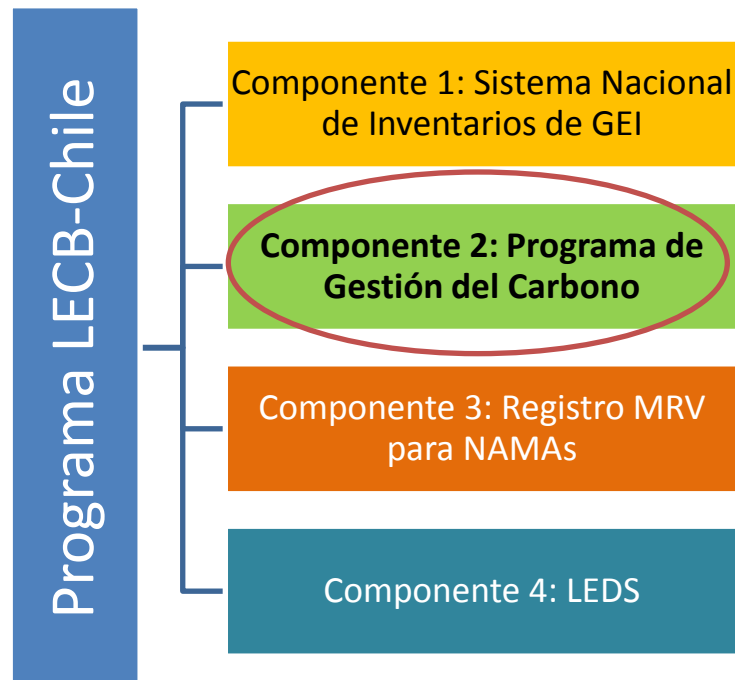 Programa LECB-Chile
Componente 1: Sistema Nacional
de Inventarios de GEI
Componente 2: Programa de
Gestión del Carbono
Componente 3: Registro MRV
para NAMAs
Componente 4: LEDS